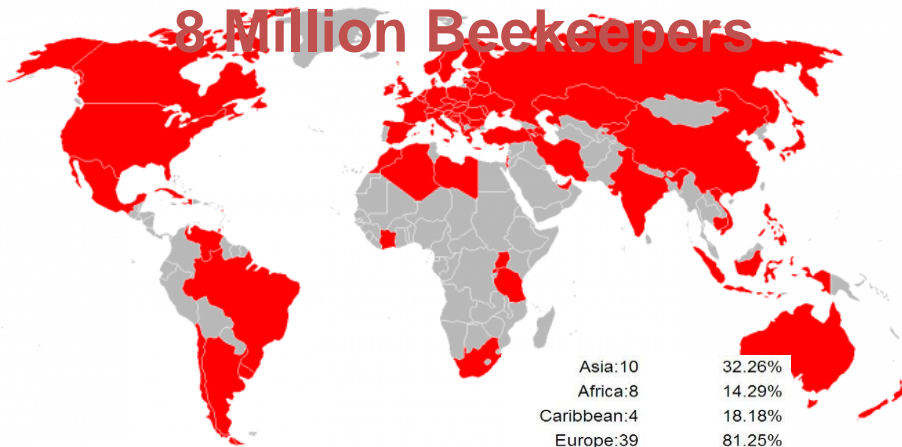 8 Million Beekeepers
Asia:10 32.26%
Africa:8 14.29%
Caribbean:4 18.18%
Europe:39 81.25%